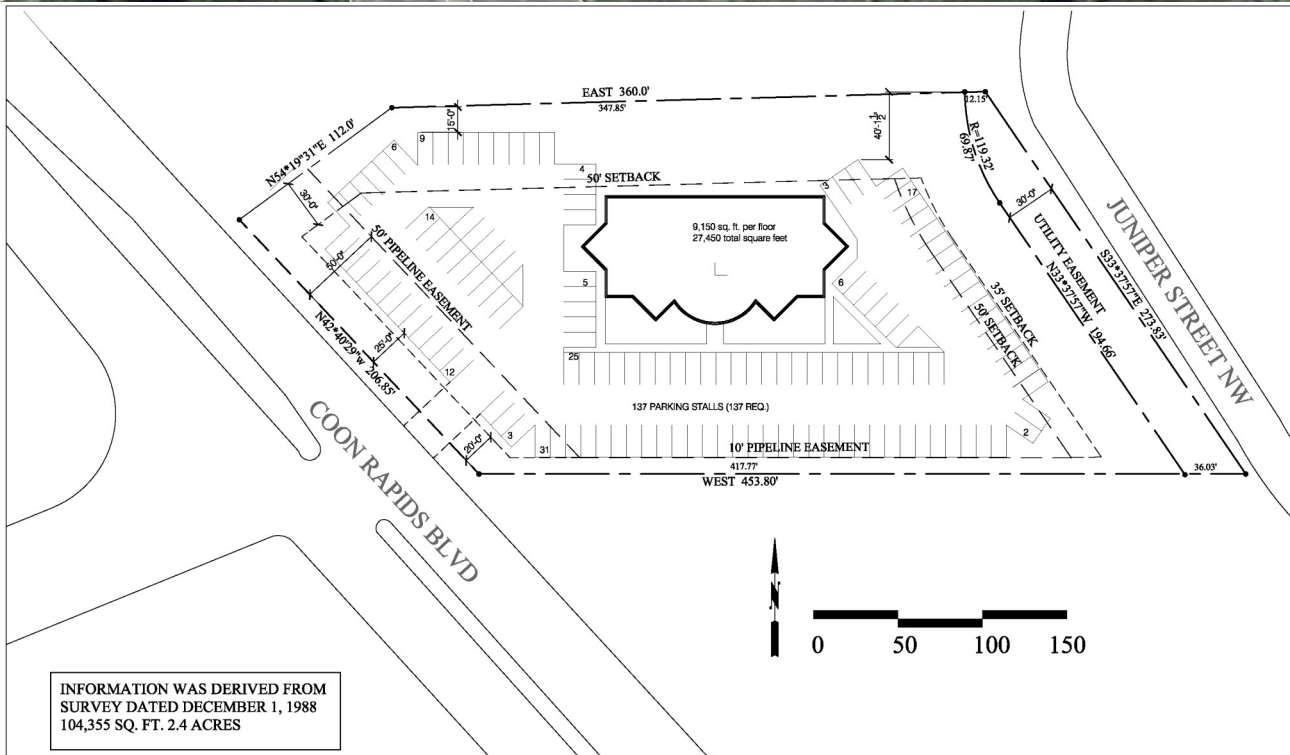 EAST 360.0'
347.85'
12.15'
N54*19"31"E 112.0'
15'-0"
40'-1½
R=119.32'
69.87'
6
9
4
30'-0"
50' SETBACK
3
17
14
9,150 sq. ft. per floor
27,450 total square feet
30'-0"
50'-0"
50' PIPELINE EASEMENT
5
6
UTILITY EASEMENT
N33*37'57"W 194.66'
S33*37'57"E 273.83'
JUNIPER STREET NW
35' SETBACK
50' SETBACK
N42*40'29"w 206.85'
25'-0"
12
25
137 PARKING STALLS (137 REQ.)
COON RAPIDS BLVD
20'-0"
3
31
2
10' PIPELINE EASEMENT
417.77'
36.03'
WEST 453.80'
N
0 50 100 150
INFORMATION WAS DERIVED FROM
SURVEY DATED DECEMBER 1, 1988
104,355 SQ. FT. 2.4 ACRES